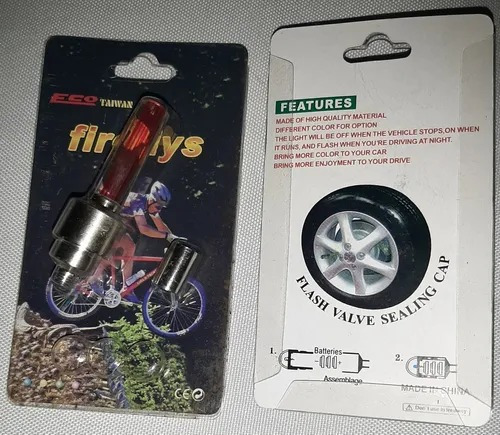 ECO TAIWAN
fireflys
CE
FEATURES
MADE OF HIGH QUALITY MATERIAL
DIFFERENT COLOR FOR OPTION
THE LIGHT WILL BE OFF WHEN THE VEHICLE STOPS,ON WHEN
IT RUNS, AND FLASH WHEN YOU'RE DRIVING AT NIGHT.
BRING MORE COLOR TO YOUR CAR
BRING MORE ENJOYMENT TO YOUR DRIVE
FLASH VALVE SEALING CAP
1. Batteries 2.
Assemblage
MADE IN CHINA